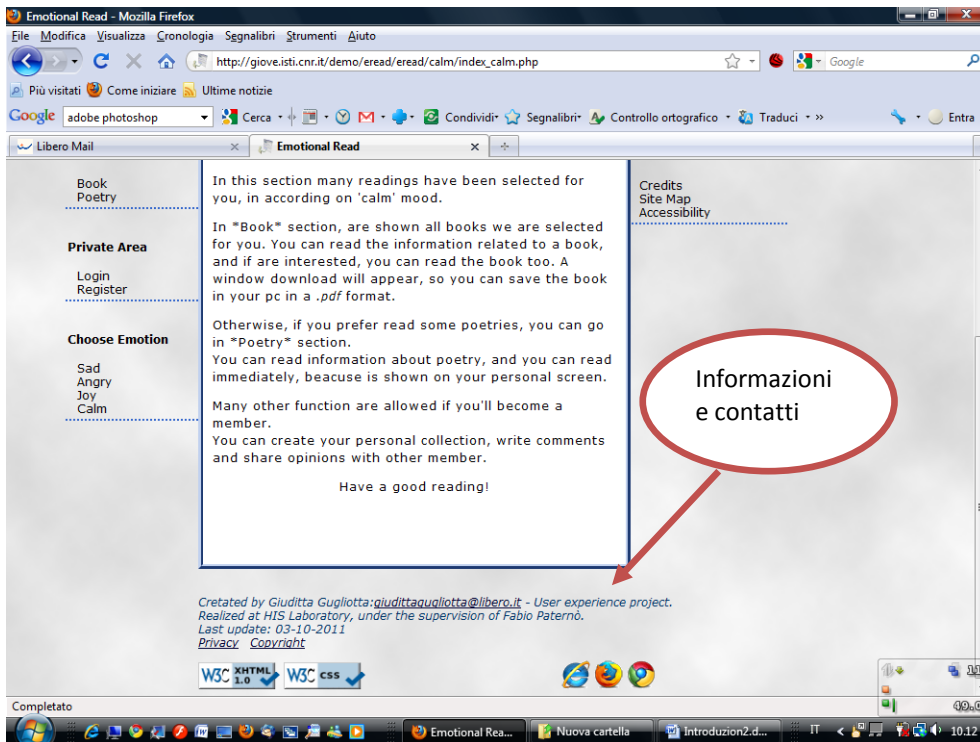 Emotional Read - Mozilla Firefox
File Modifica Visualizza Cronologia Segnalibri Strumenti Aiuto
http://giove.isti.cnr.it/demo/eread/eread/calm/index_calm.php
Google
Più visitati Come iniziare Ultime notizie
Google adobe photoshop Cerca Condividi Segnalibri Controllo ortografico Traduci » Entra
Libero Mail Emotional Read
Book
Poetry
Private Area
Login
Register
Choose Emotion
Sad
Angry
Joy
Calm
In this section many readings have been selected for
you, in according on 'calm' mood.
In "Book" section, are shown all books we are selected
for you. You can read the information related to a book,
and if are interested, you can read the book too. A
window download will appear, so you can save the book
in your pc in a .pdf format.
Otherwise, if you prefer read some poetries, you can go
in "Poetry" section.
You can read information about poetry, and you can read
immediately, beacuse is shown on your personal screen.
Many other function are allowed if you'll become a
member.
You can create your personal collection, write comments
and share opinions with other member.
Have a good reading!
Credits
Site Map
Accessibility
Informazioni
e contatti
Cretated by Giuditta Gugliotta:giudittagugliotta@libero.it - User experience project.
Realized at HIS Laboratory, under the supervision of Fabio Paternò.
Last update: 03-10-2011
Privacy Copyright
W3C XHTML 1.0 W3C css
Completato
Emotional Rea... Nuova cartella Introduzion2.d... IT 10.12